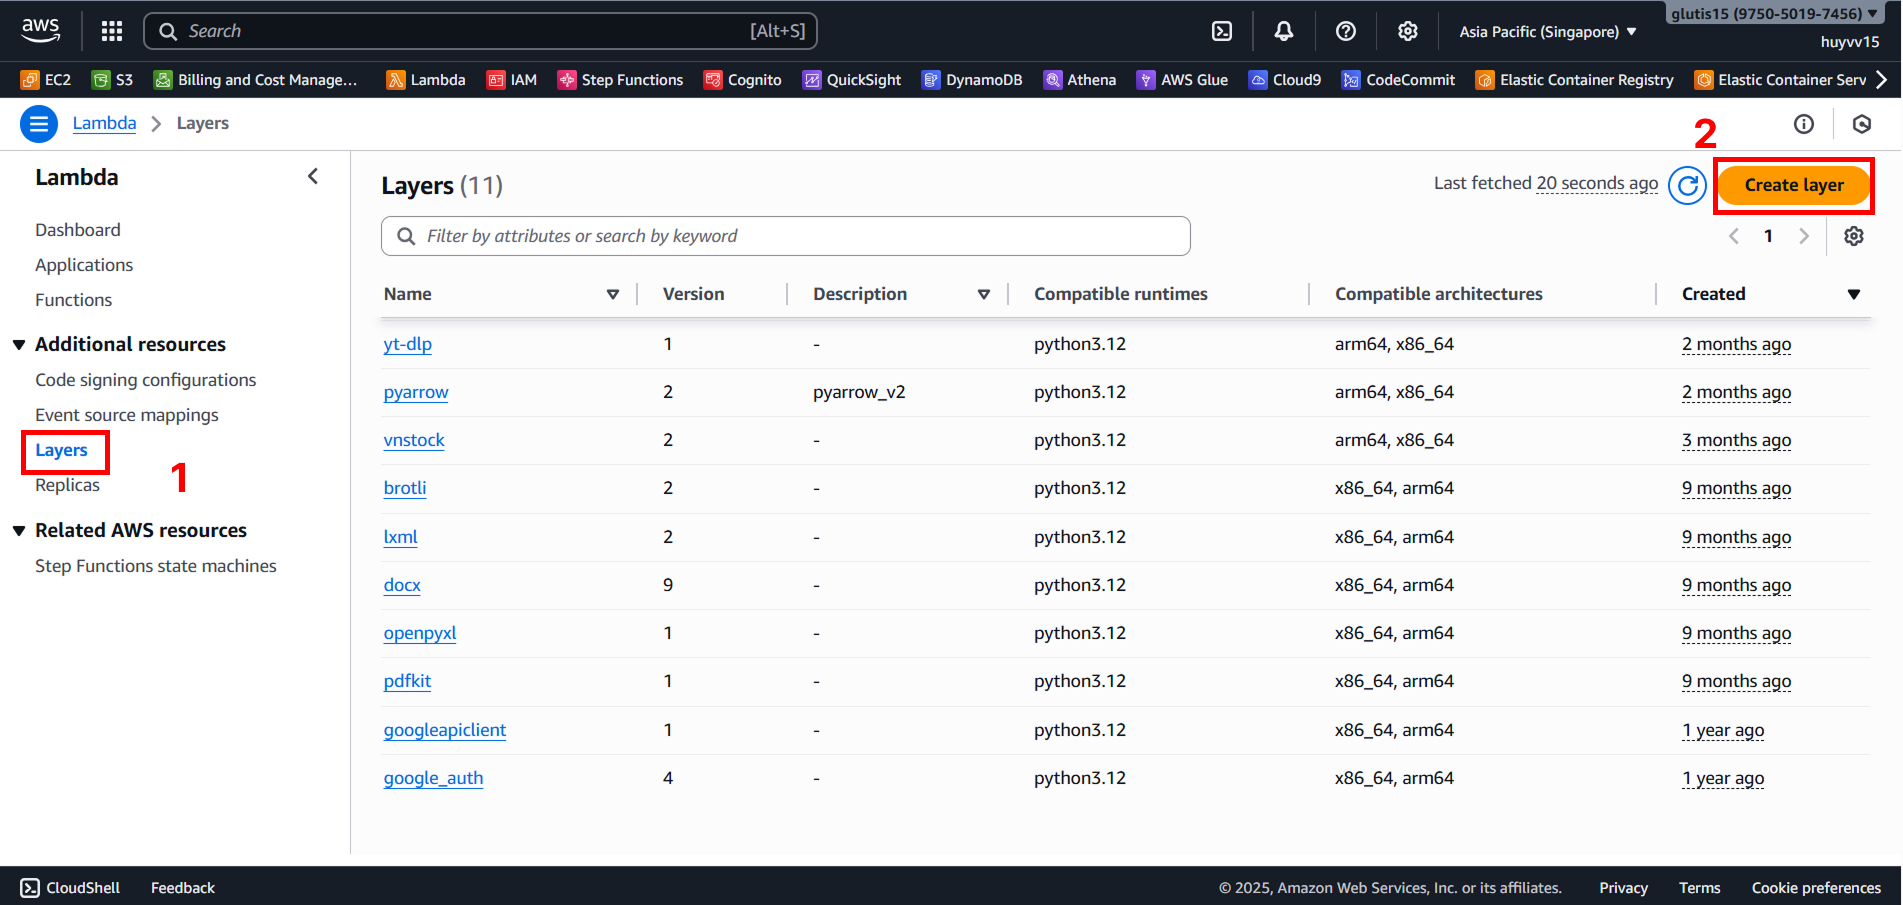 aws
Search [Alt+S]
Asia Pacific (Singapore) ▼
glutis15 (9750-5019-7456) ▼
huyvv15
EC2 S3 Billing and Cost Manage... Lambda IAM Step Functions Cognito QuickSight DynamoDB Athena AWS Glue Cloud9 CodeCommit Elastic Container Registry Elastic Container Serv
Lambda > Layers
2
Lambda
Dashboard
Applications
Functions
Additional resources
Code signing configurations
Event source mappings
Layers
1
Replicas
Related AWS resources
Step Functions state machines
Layers (11)
Last fetched 20 seconds ago
Create layer
Filter by attributes or search by keyword
1
Name Version Description Compatible runtimes Compatible architectures Created
yt-dlp 1 - python3.12 arm64, x86_64 2 months ago
pyarrow 2 pyarrow_v2 python3.12 arm64, x86_64 2 months ago
vnstock 2 - python3.12 arm64, x86_64 3 months ago
brotli 2 - python3.12 x86_64, arm64 9 months ago
lxml 2 - python3.12 x86_64, arm64 9 months ago
docx 9 - python3.12 x86_64, arm64 9 months ago
openpyxl 1 - python3.12 x86_64, arm64 9 months ago
pdfkit 1 - python3.12 x86_64, arm64 9 months ago
googleapiclient 1 - python3.12 x86_64, arm64 1 year ago
google_auth 4 - python3.12 x86_64, arm64 1 year ago
CloudShell Feedback © 2025, Amazon Web Services, Inc. or its affiliates. Privacy Terms Cookie preferences